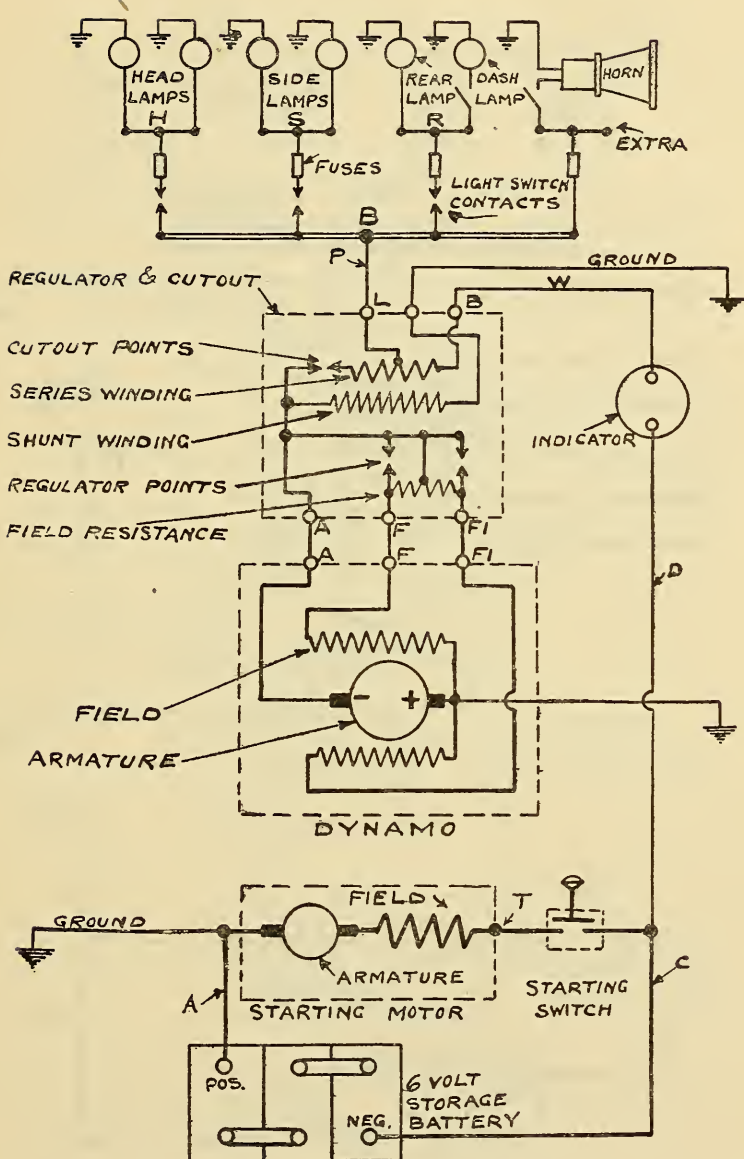 HEAD
LAMPS
H
SIDE
LAMPS
S
REAR
LAMP
R
DASH
LAMP
HORN
EXTRA
FUSES
LIGHT SWITCH
CONTACTS
B
P
GROUND
REGULATOR & CUTOUT
L
B
W
CUTOUT POINTS
SERIES WINDING
SHUNT WINDING
INDICATOR
REGULATOR POINTS
FIELD RESISTANCE
A
F
F1
A
F
F1
D
- +
FIELD
ARMATURE
DYNAMO
GROUND
FIELD
T
ARMATURE
A
STARTING MOTOR
STARTING
SWITCH
C
POS.
6 VOLT
STORAGE
BATTERY
NEG.